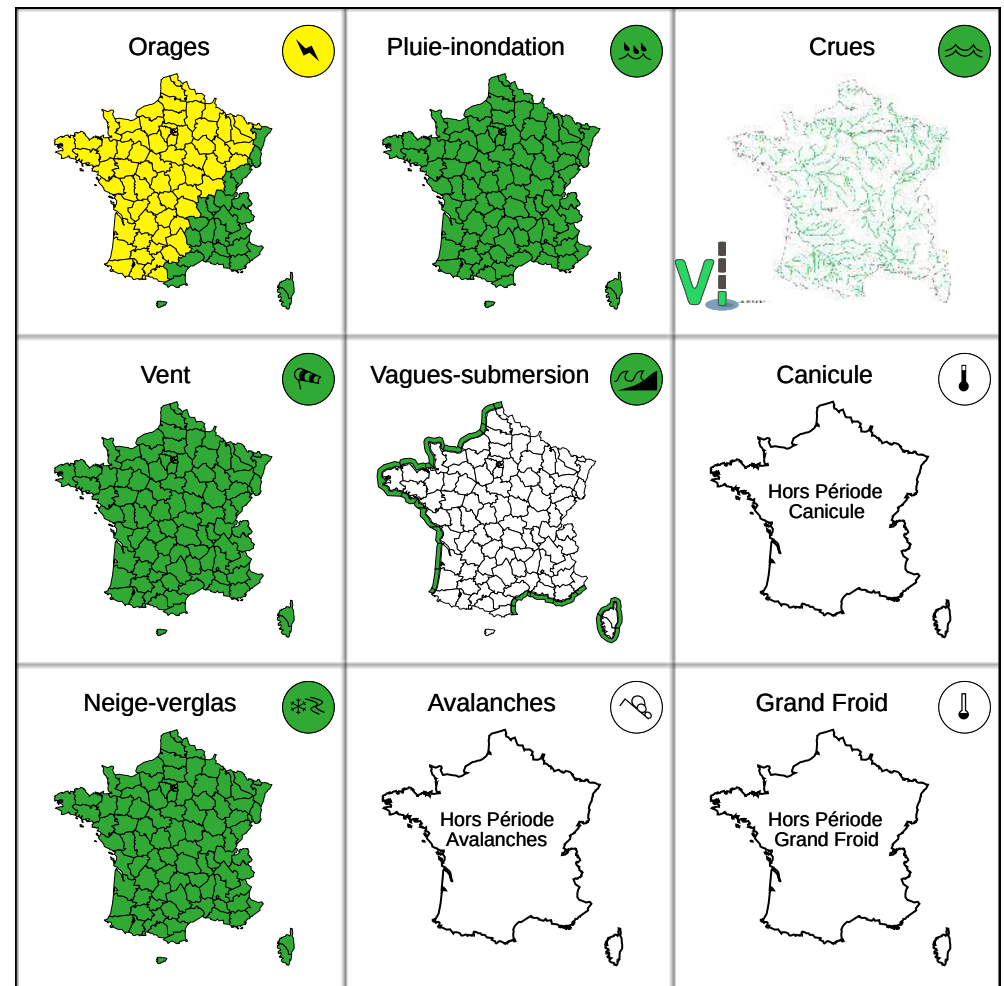 Orages
Pluie-inondation
Crues
Vi
Vent
Vagues-submersion
Canicule
Hors Période
Canicule
Neige-verglas
Avalanches
Grand Froid
Hors Période
Avalanches
Hors Période
Grand Froid